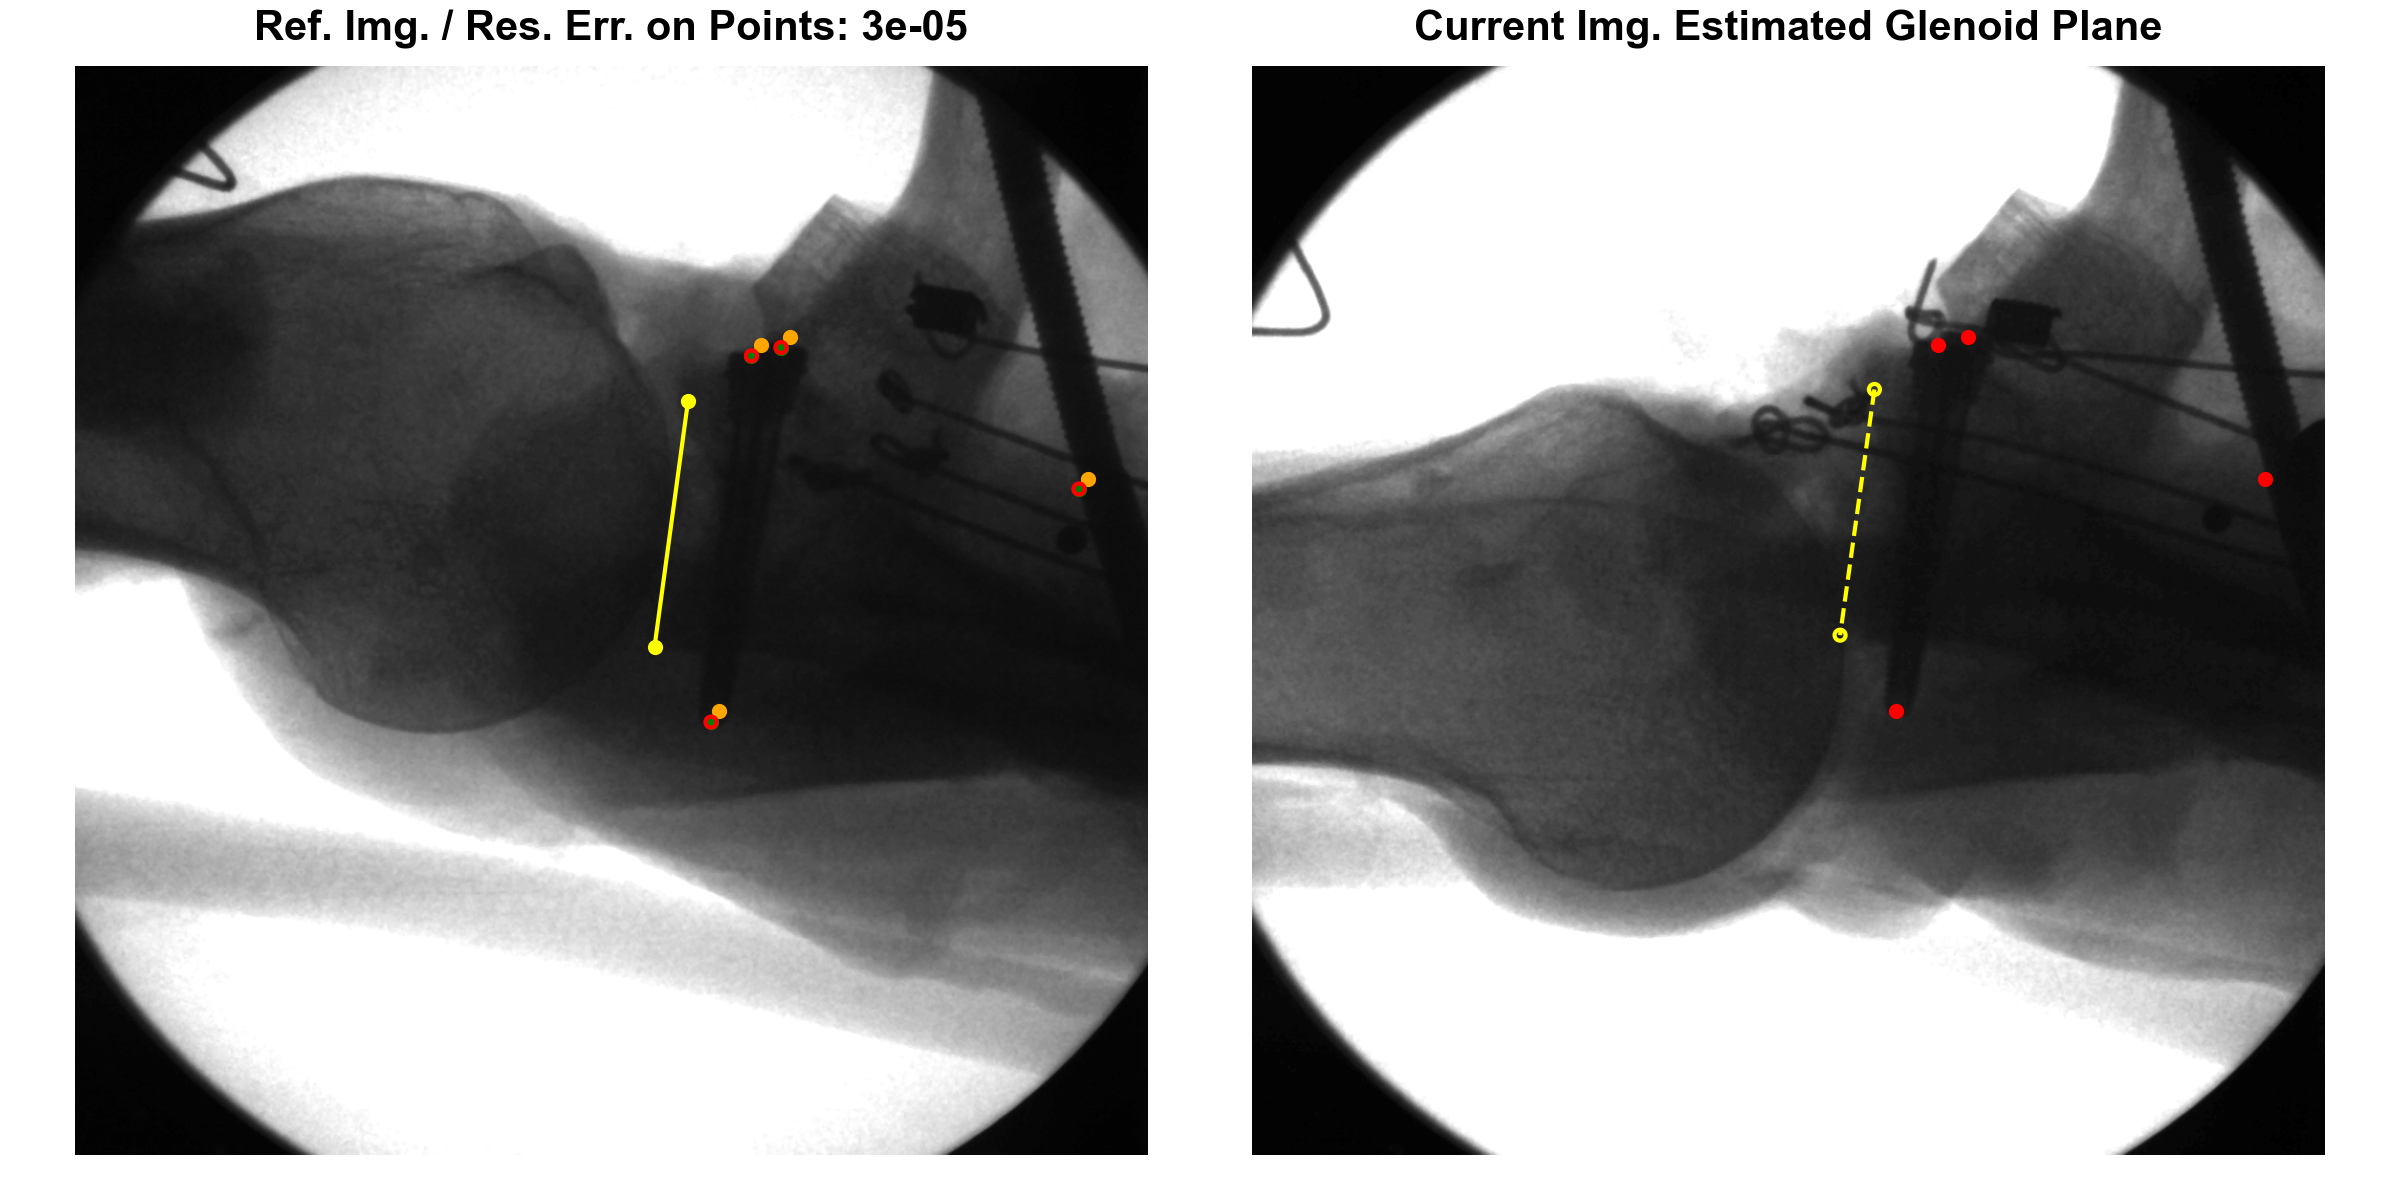 Ref. Img. / Res. Err. on Points: 3e-05
Current Img. Estimated Glenoid Plane